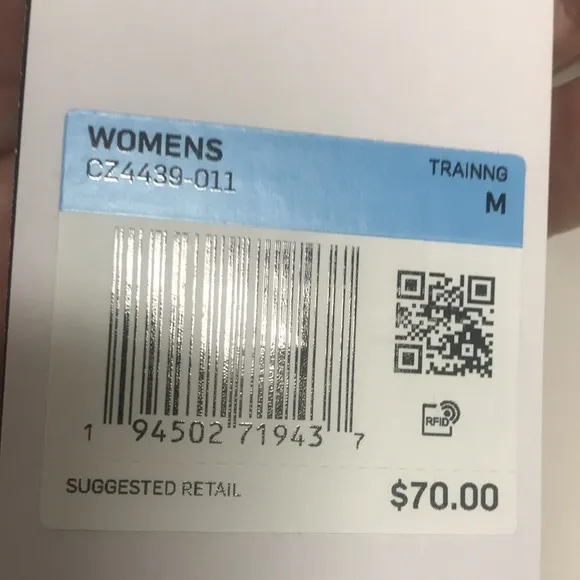 WOMENS
CZ4439-011
TRAINNG
M
1 94502 71943 7
RFID
SUGGESTED RETAIL
$70.00